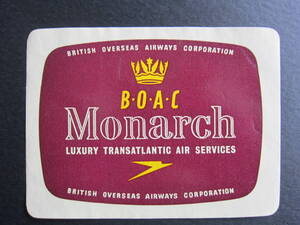 BRITISH OVERSEAS AIRWAYS CORPORATION
B·O·A·C
Monarch
LUXURY TRANSATLANTIC AIR SERVICES
BRITISH OVERSEAS AIRWAYS CORPORATION